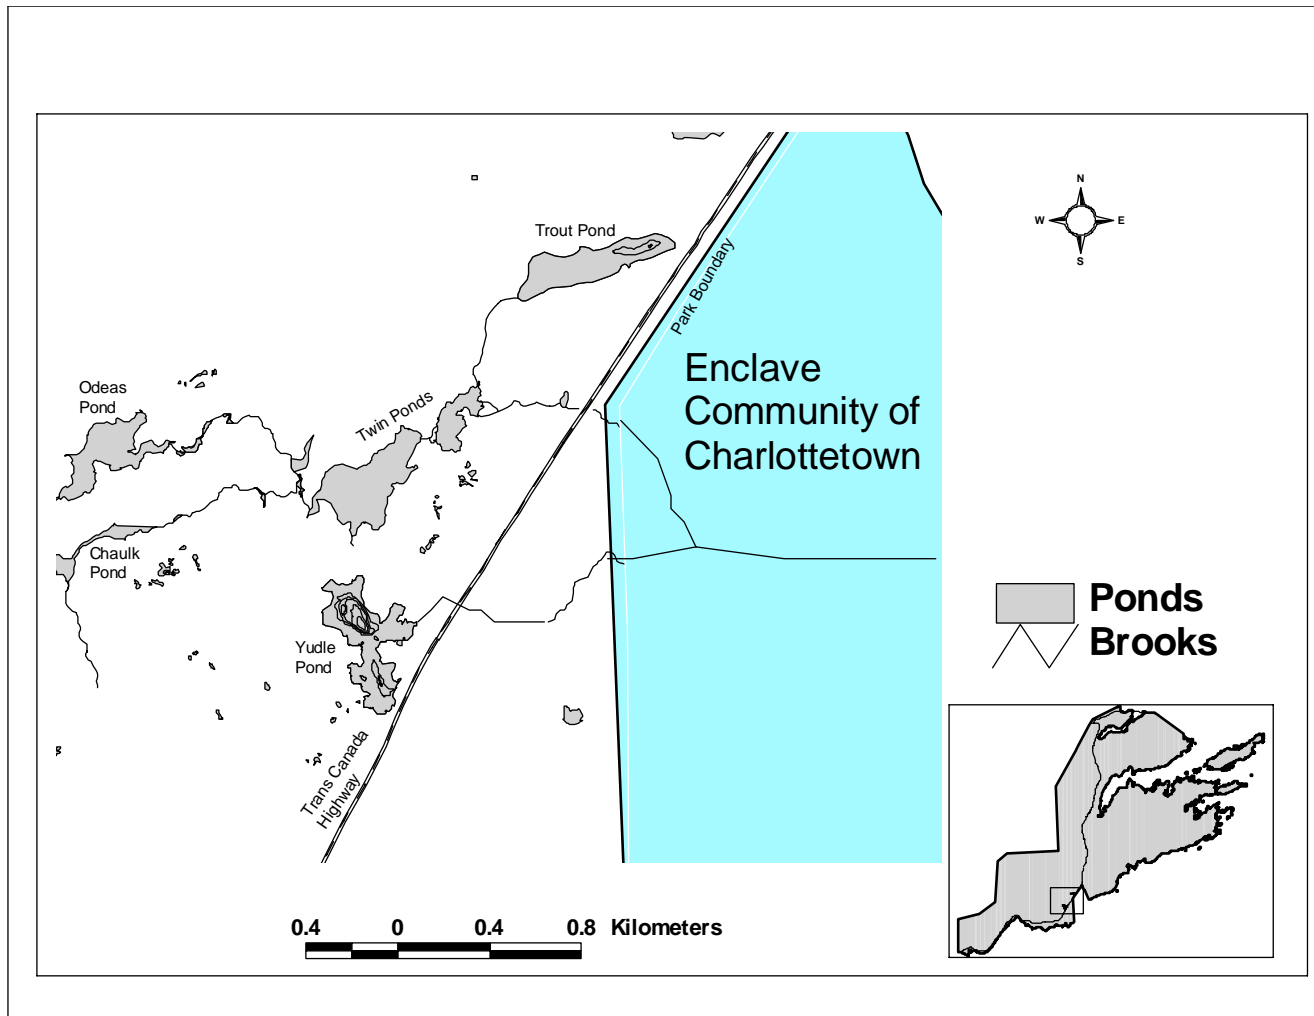 N
W E
S
Trout Pond
Park Boundary
Enclave
Community of
Charlottetown
Odeas
Pond
Twin Ponds
Chaulk
Pond
Yudle
Pond
Trans Canada
Highway
Ponds
Brooks
0.4 0 0.4 0.8 Kilometers